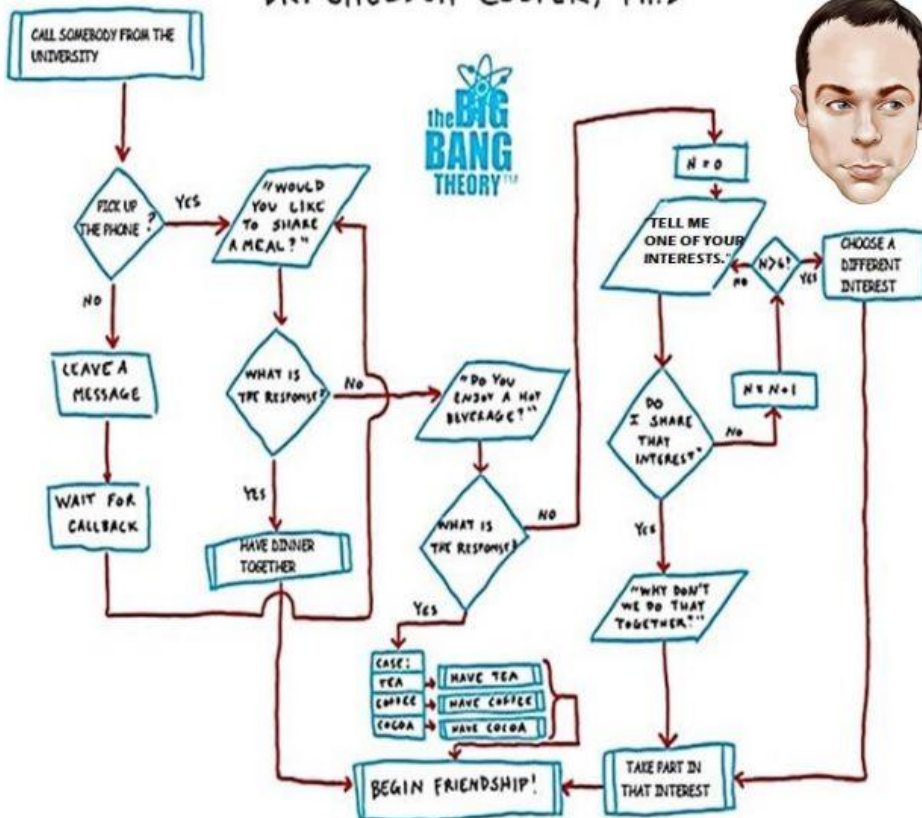 DR. SHELDON COOPER, PhD
CALL SOMEBODY FROM THE
UNIVERSITY
the BIG
BANG
THEORY
PICK UP
THE PHONE?
YES
NO
"WOULD
YOU LIKE
TO SHARE
A MEAL?"
LEAVE A
MESSAGE
WAIT FOR
CALLBACK
WHAT IS
THE RESPONSE?
NO
YES
HAVE DINNER
TOGETHER
"DO YOU
ENJOY A HOT
BEVERAGE?"
WHAT IS
THE RESPONSE?
NO
YES
CASE:
TEA
HAVE TEA
COFFEE
HAVE COFFEE
COCOA
HAVE COCOA
N = 0
"TELL ME
ONE OF YOUR
INTERESTS."
N>6?
NO
YES
CHOOSE A
DIFFERENT
INTEREST
N = N+1
DO
I SHARE
THAT
INTEREST?
NO
YES
"WHY DON'T
WE DO THAT
TOGETHER?"
TAKE PART IN
THAT INTEREST
BEGIN FRIENDSHIP!